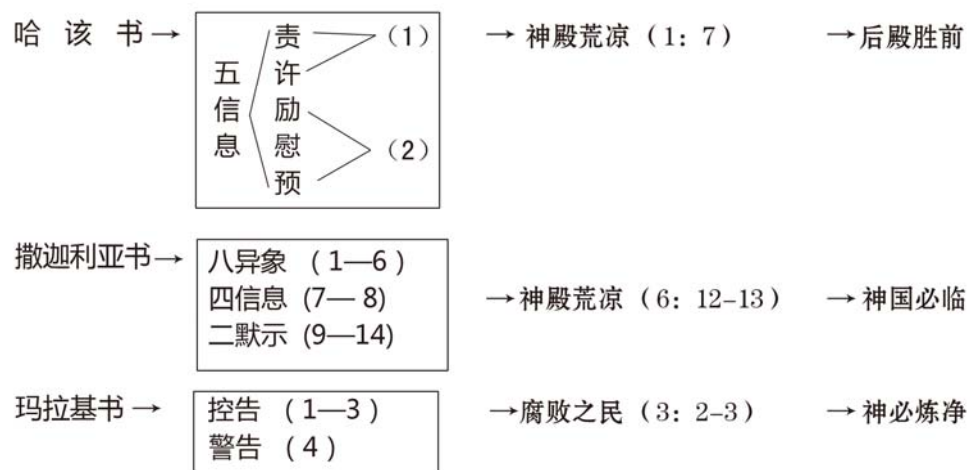 哈 该 书→ 责 (1) →神殿荒凉（1: 7） →后殿胜前
五 许
信 励
息 慰 (2)
预
撒迦利亚书→ 八异象 （1—6）
四信息 (7— 8) →神殿荒凉（6: 12-13） →神国必临
二默示 (9—14)
玛拉基书 → 控告 （1—3） →腐败之民（3: 2-3） →神必炼净
警告 （4）